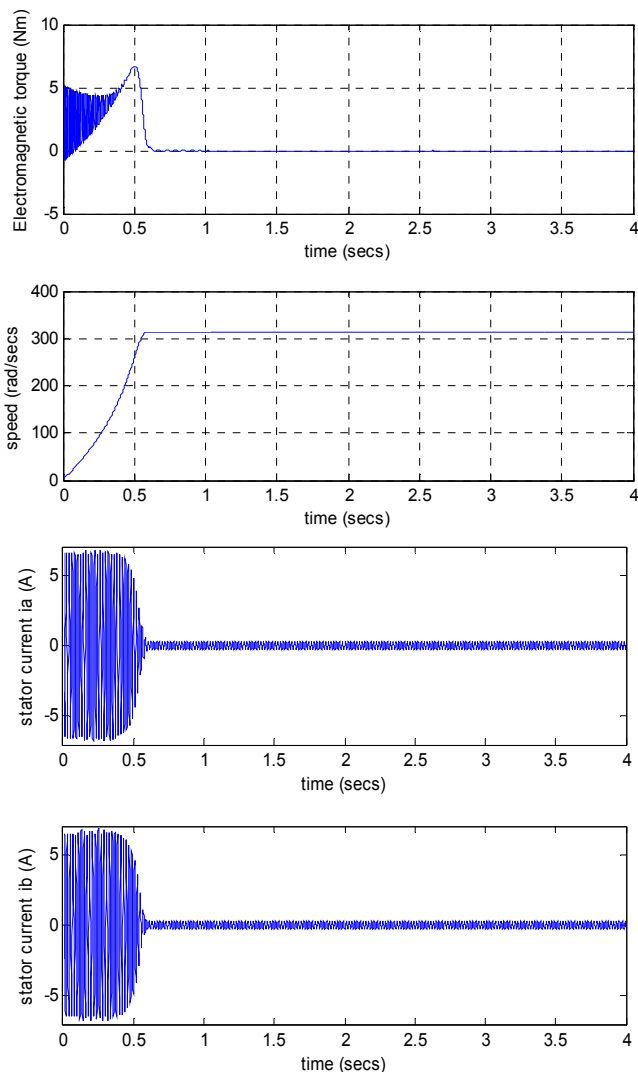 10
5
0
-5
Electromagnetic torque (Nm)
0 0.5 1 1.5 2 2.5 3 3.5 4
time (secs)
400
300
200
100
0
speed (rad/secs)
0 0.5 1 1.5 2 2.5 3 3.5 4
time (secs)
5
0
-5
stator current ia (A)
0 0.5 1 1.5 2 2.5 3 3.5 4
time (secs)
5
0
-5
stator current ib (A)
0 0.5 1 1.5 2 2.5 3 3.5 4
time (secs)